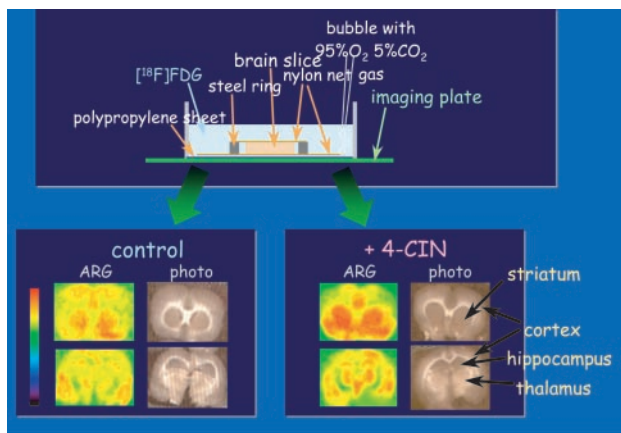 bubble with
95%O₂ 5%CO₂
gas
brain slice
nylon net
[¹⁸F]FDG
steel ring
imaging plate
polypropylene sheet
control
ARG photo
+ 4-CIN
ARG photo
striatum
cortex
hippocampus
thalamus